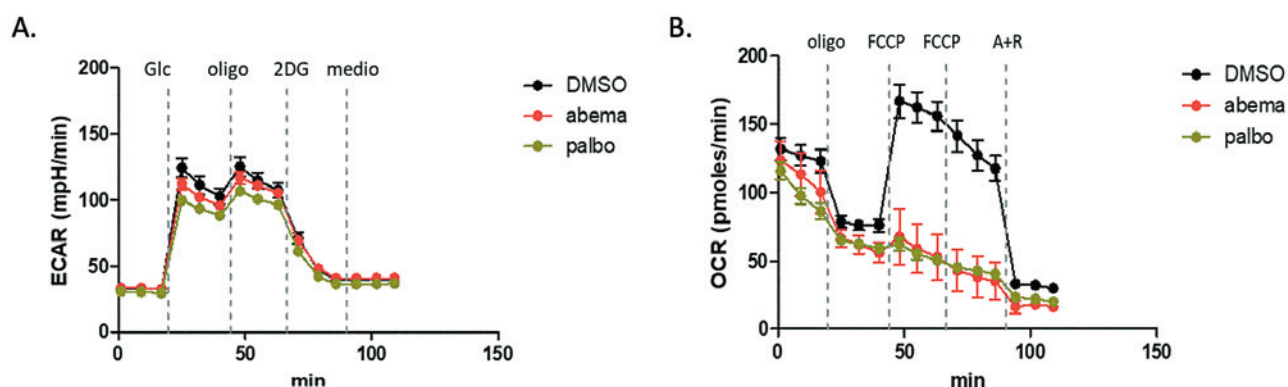 A.
Glc oligo 2DG medio
200
150
100
50
0
0 50 100 150
ECAR (mpH/min)
min
DMSO
abema
palbo
B.
oligo FCCP FCCP A+R
200
150
100
50
0
0 50 100 150
OCR (pmoles/min)
min
DMSO
abema
palbo